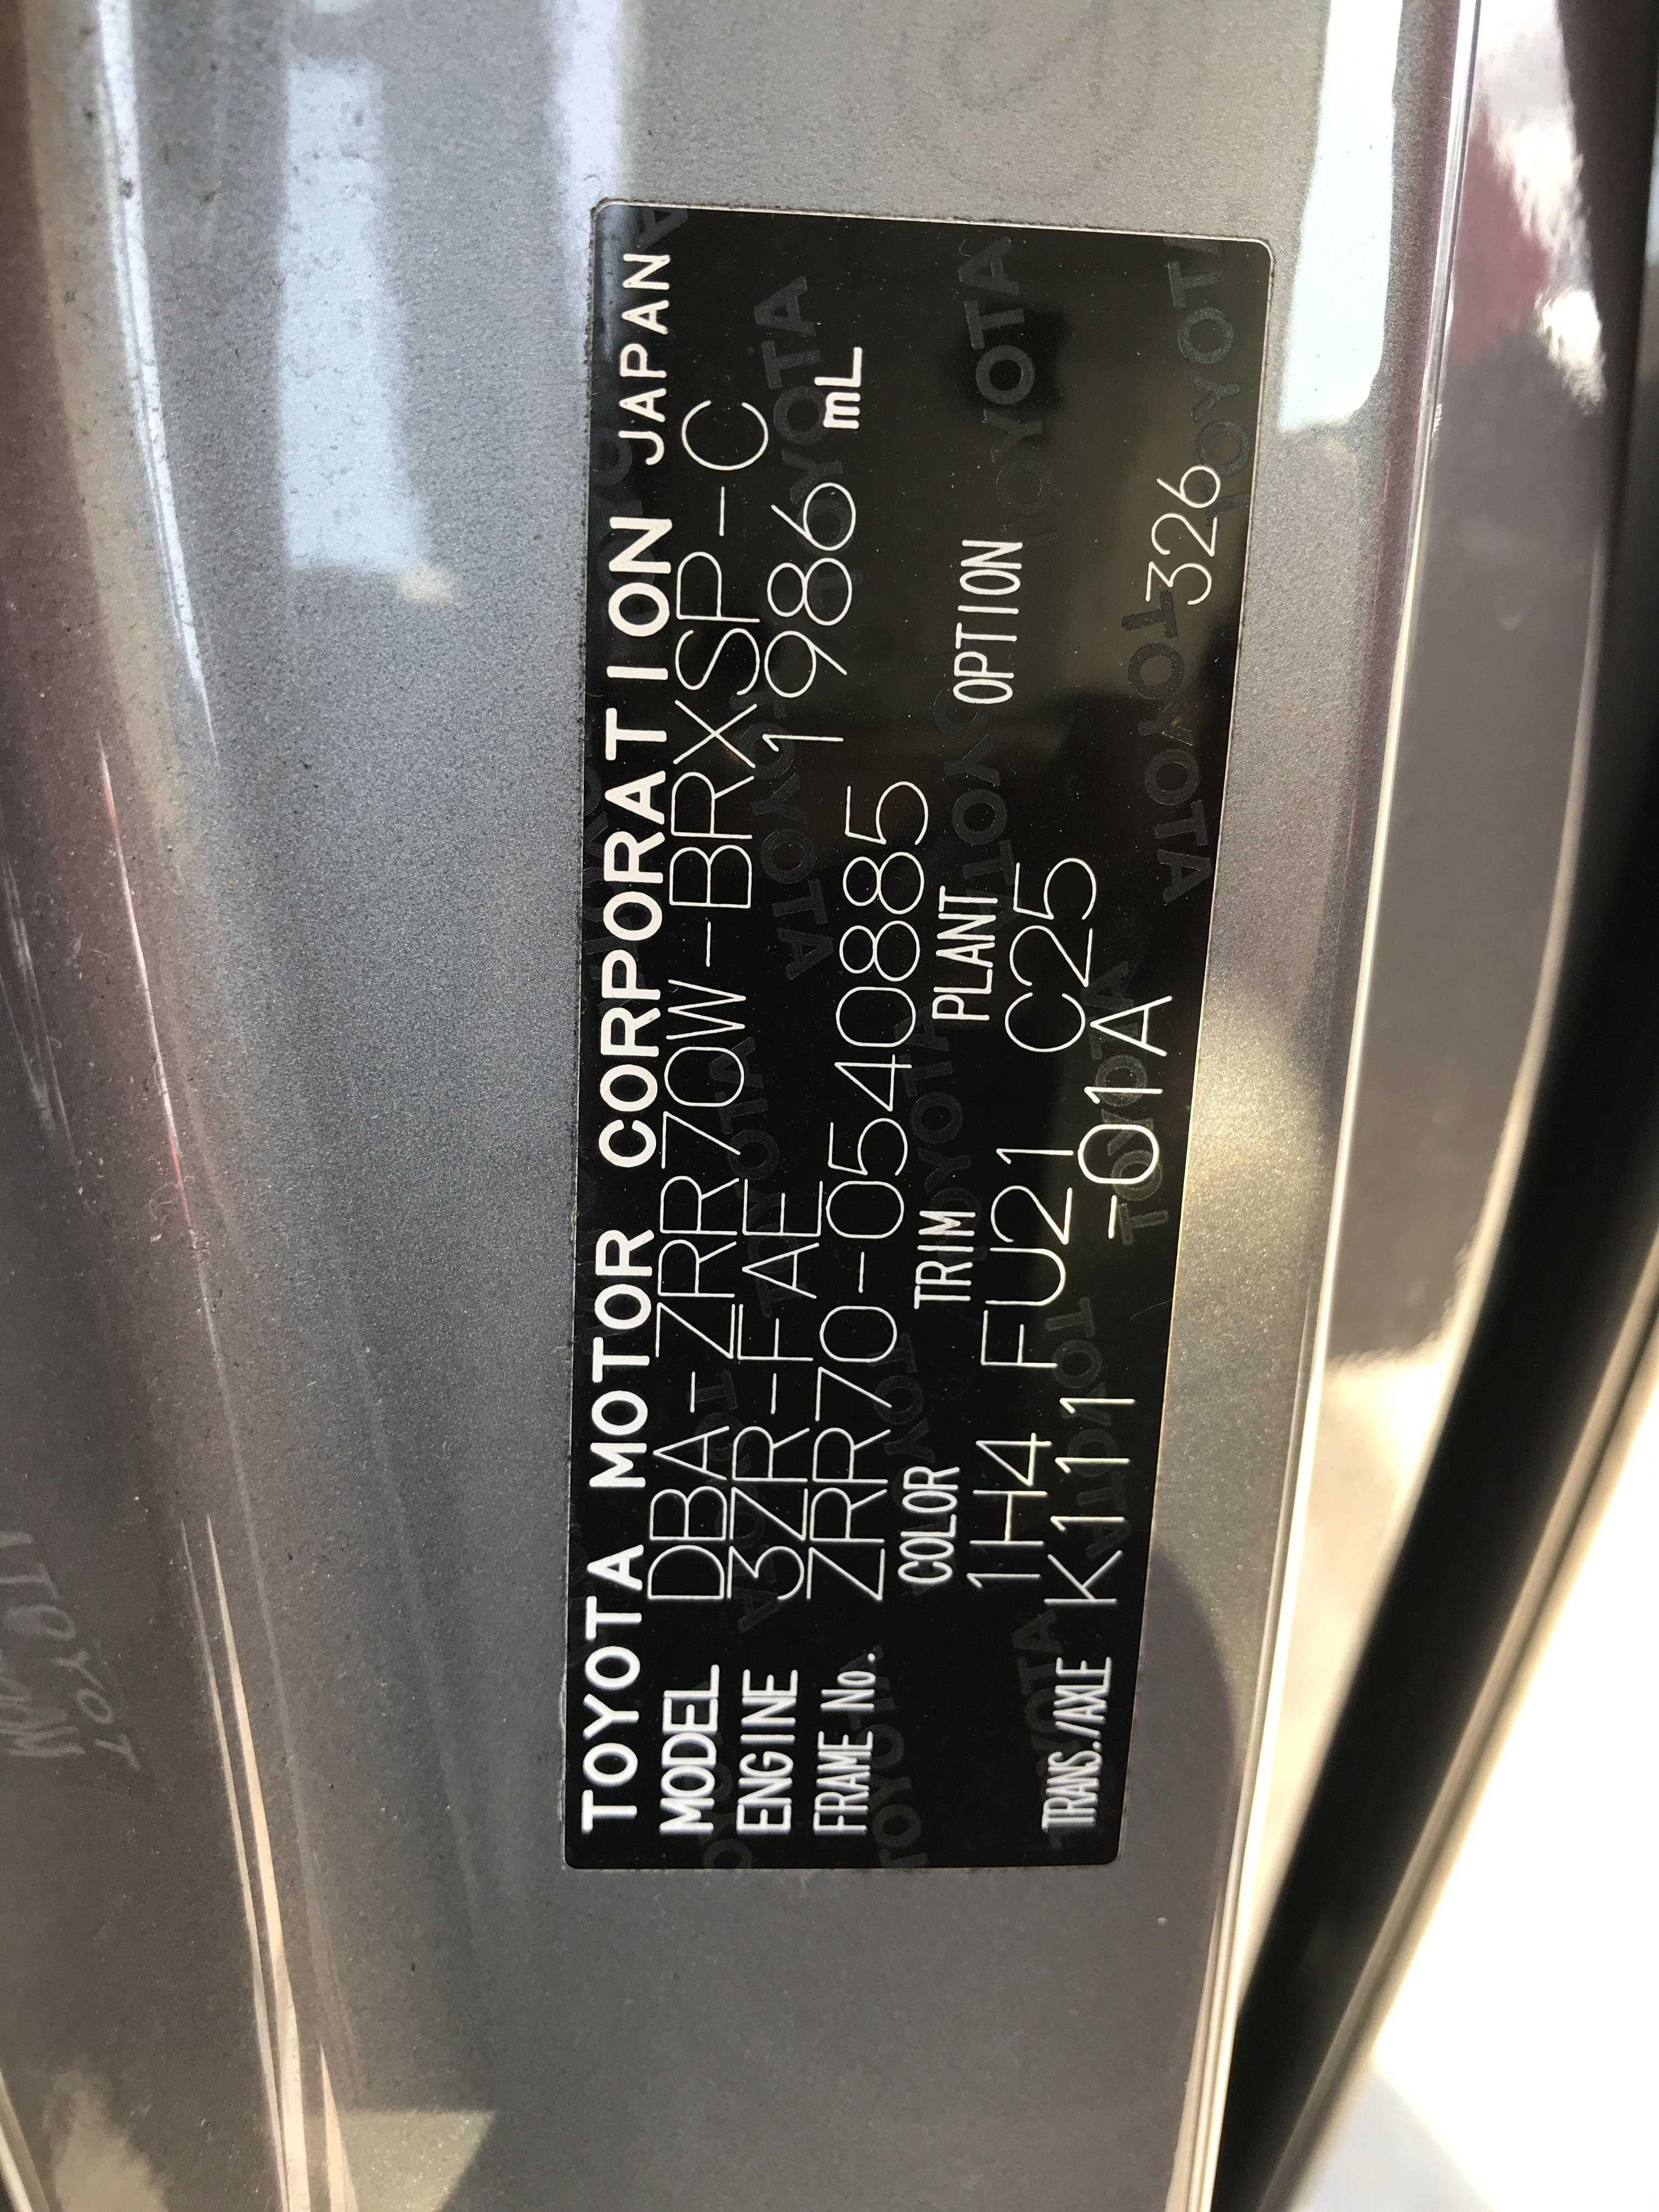 TOYOTA MOTOR CORPORATION JAPAN
MODEL DBA-ZRR70W-BRXSP-C
ENGINE 3ZR-FAE 1986 mL
FRAME No. ZRR70-0540885
COLOR TRIM PLANT OPTION
1H4 FU21 C25
TRANS./AXLE K111 -01A 326